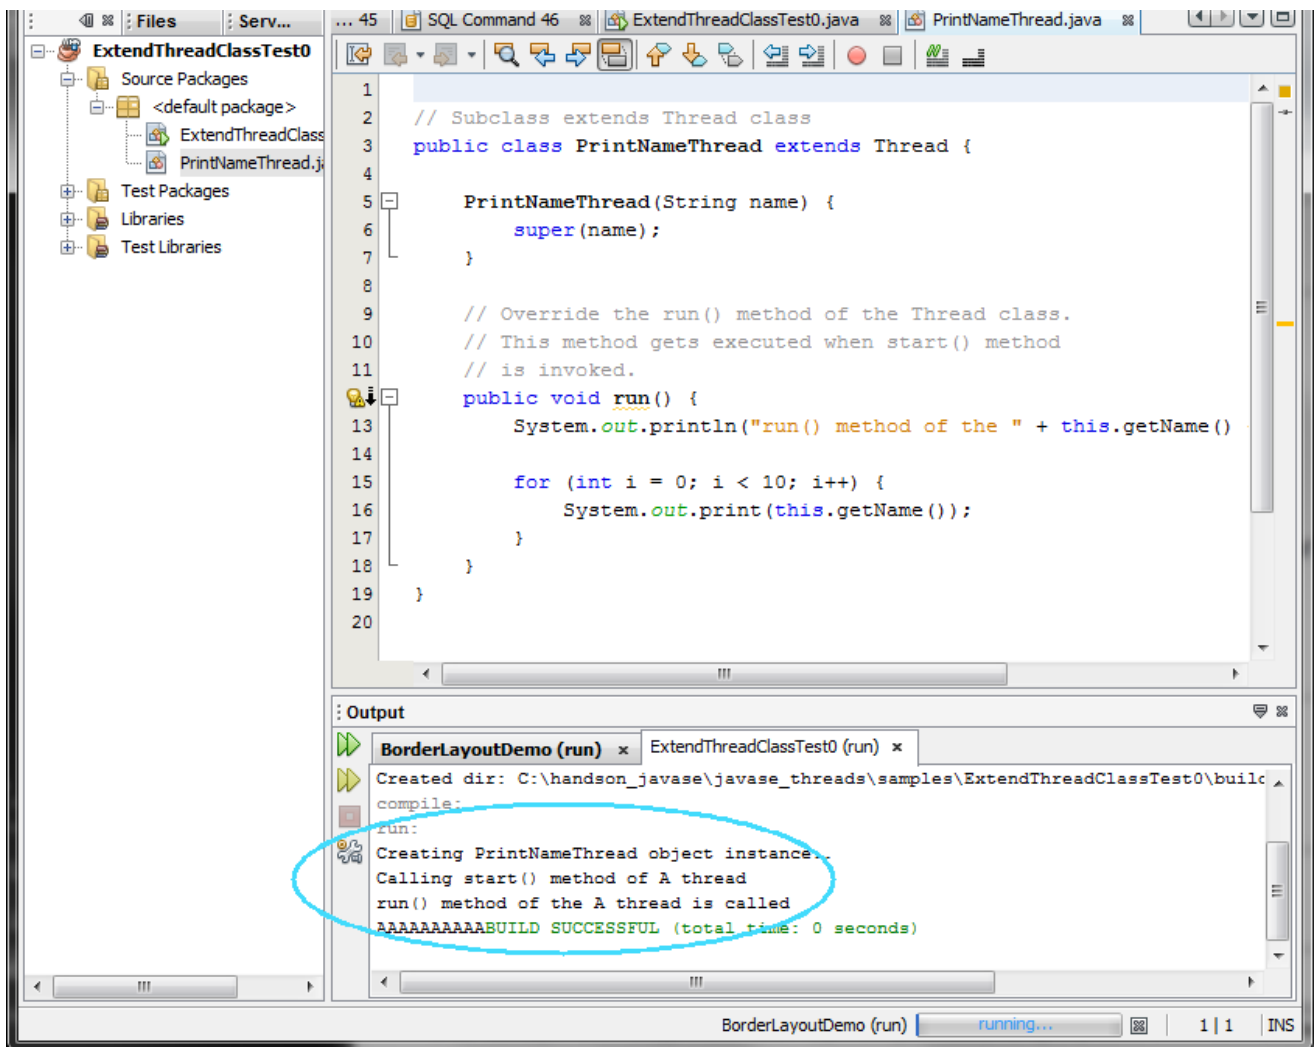 Files
Serv...
... 45
SQL Command 46
ExtendThreadClassTest0.java
PrintNameThread.java
ExtendThreadClassTest0
Source Packages
<default package>
ExtendThreadClass
PrintNameThread.j
Test Packages
Libraries
Test Libraries
1
2 // Subclass extends Thread class
3 public class PrintNameThread extends Thread {
4
5 PrintNameThread(String name) {
6 super(name);
7 }
8
9 // Override the run() method of the Thread class.
10 // This method gets executed when start() method
11 // is invoked.
public void run() {
13 System.out.println("run() method of the " + this.getName()
14
15 for (int i = 0; i < 10; i++) {
16 System.out.print(this.getName());
17 }
18 }
19 }
20
Output
BorderLayoutDemo (run)
ExtendThreadClassTest0 (run)
Created dir: C:\handson_javase\javase_threads\samples\ExtendThreadClassTest0\build
compile:
run:
Creating PrintNameThread object instance..
Calling start() method of A thread
run() method of the A thread is called
AAAAAAAAAABUILD SUCCESSFUL (total time: 0 seconds)
BorderLayoutDemo (run)
running...
1 | 1
INS